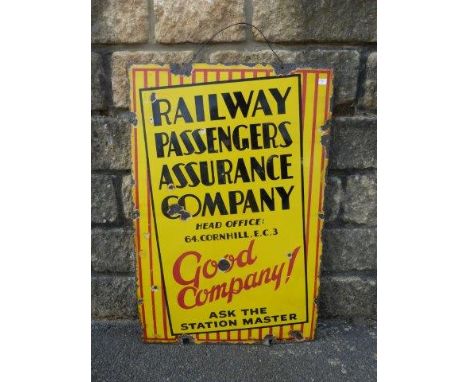 RAILWAY
PASSENGERS
ASSURANCE
COMPANY
HEAD OFFICE:
64. CORNHILL. E.C.3
Good
Company!
ASK THE
STATION MASTER